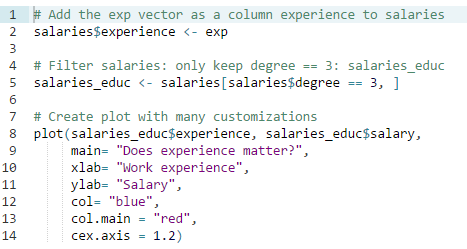 1 # Add the exp vector as a column experience to salaries
2 salaries$experience <- exp
3
4 # Filter salaries: only keep degree == 3: salaries_educ
5 salaries_educ <- salaries[salaries$degree == 3, ]
6
7 # Create plot with many customizations
8 plot(salaries_educ$experience, salaries_educ$salary,
9      main= "Does experience matter?",
10      xlab= "Work experience",
11      ylab= "Salary",
12      col= "blue",
13      col.main = "red",
14      cex.axis = 1.2)